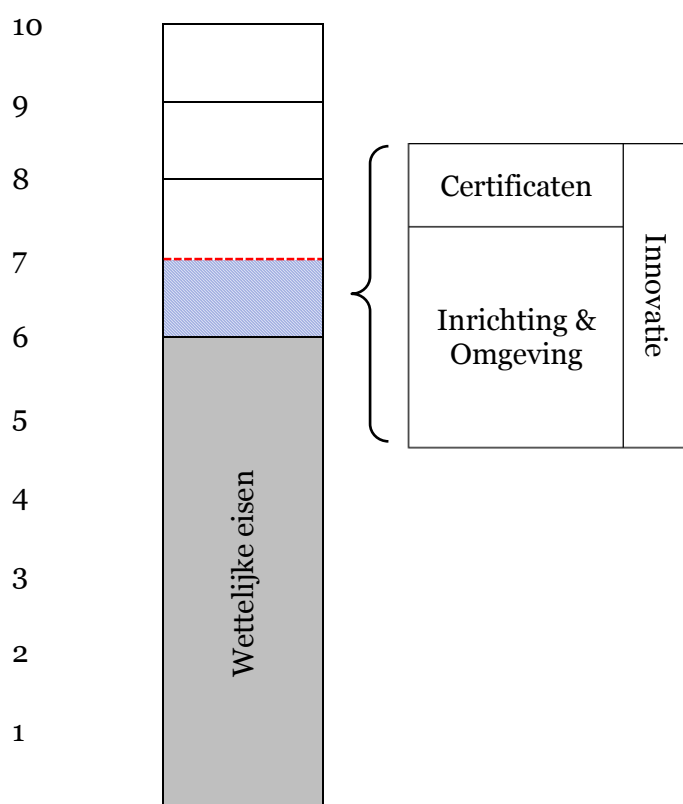 10
9
8
7
6
5
4
3
2
1
Wettelijke eisen
Certificaten
Inrichting &
Omgeving
Innovatie